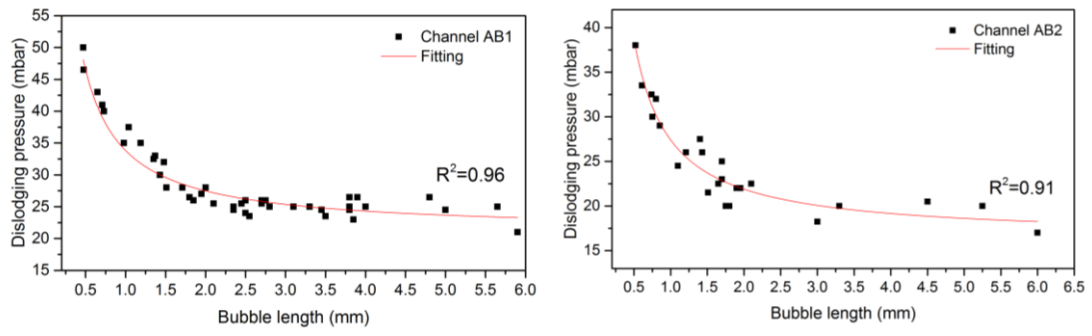 Dislodging pressure (mbar)
55
50
45
40
35
30
25
20
15
Channel AB1
Fitting
R²=0.96
0.5 1.0 1.5 2.0 2.5 3.0 3.5 4.0 4.5 5.0 5.5 6.0
Bubble length (mm)
Dislodging pressure (mbar)
40
35
30
25
20
15
Channel AB2
Fitting
R²=0.91
0.5 1.0 1.5 2.0 2.5 3.0 3.5 4.0 4.5 5.0 5.5 6.0 6.5
Bubble length (mm)